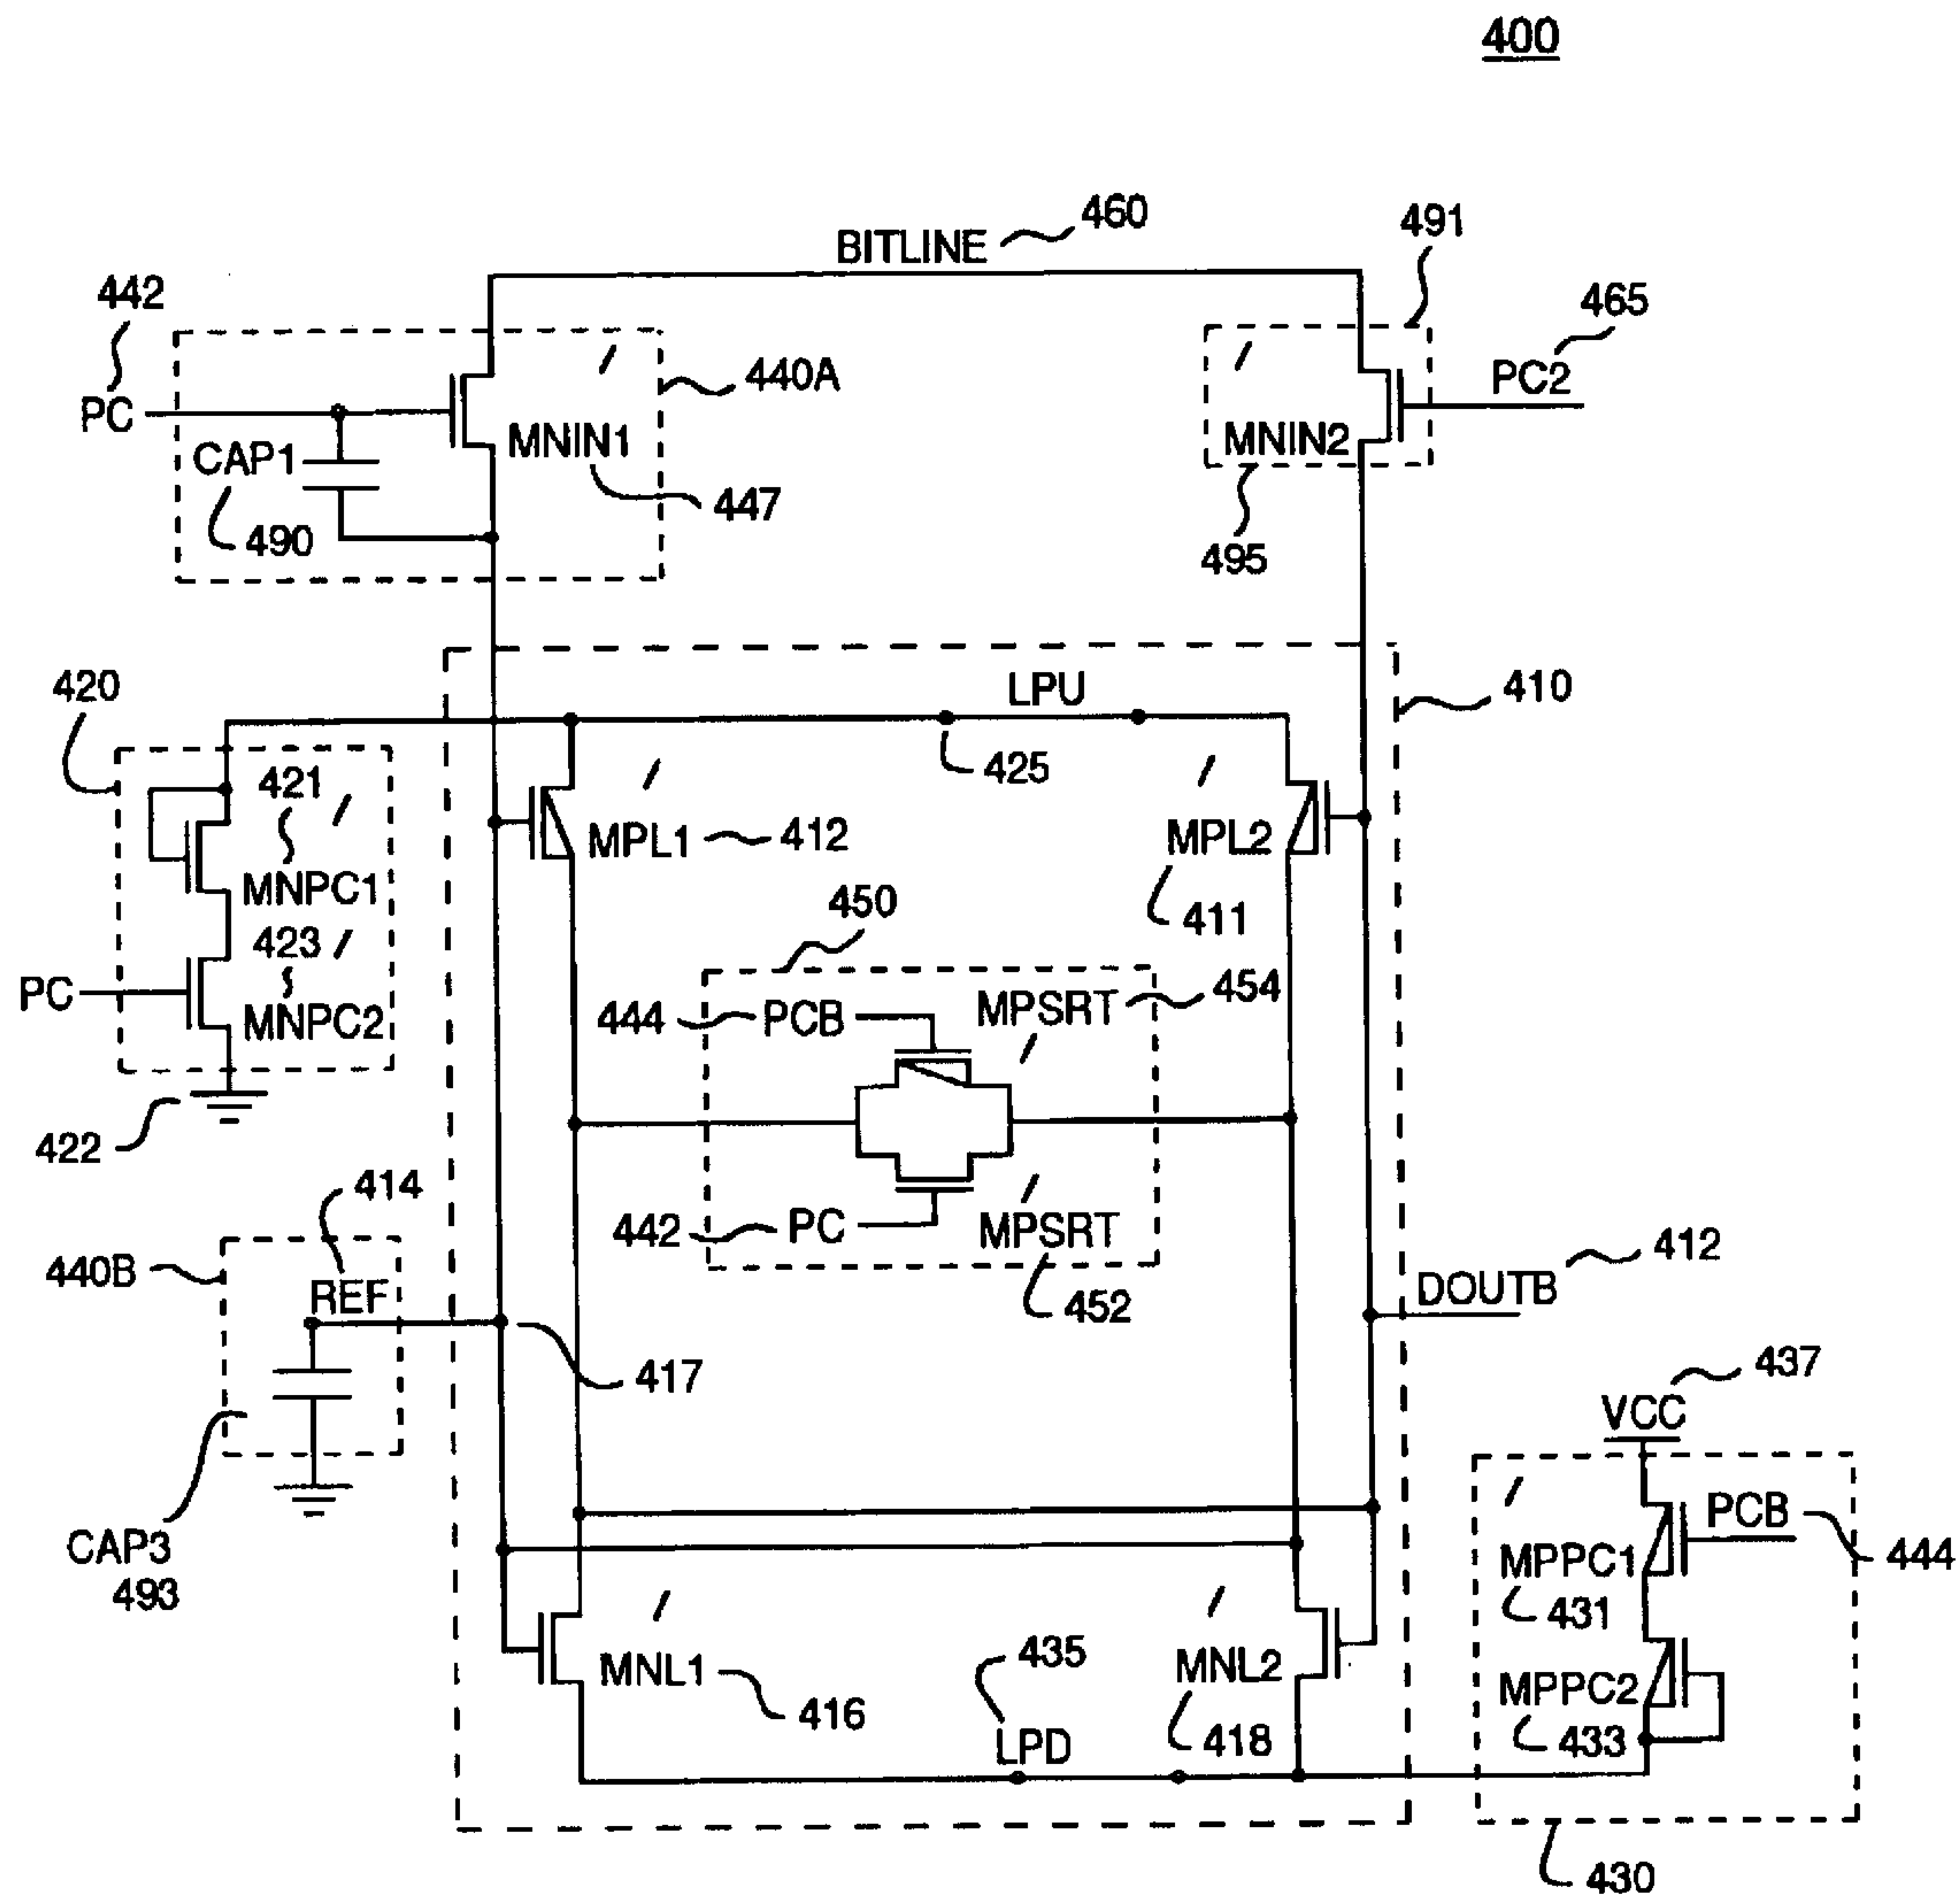 400
BITLINE 460
491
442
465
PC
440A
PC2
CAP1
MNIN1
MNIN2
447
490
495
420
LPU
410
425
421
MPL1 412
MPL2
MNPC1
450
411
423
PC
444 PCB
MPSRT 454
MNPC2
422
414
442 PC
MPSRT
412
440B
REF
DOUTB
452
417
437
VCC
CAP3
493
PCB
MPPC1
444
431
MNL1
435
MNL2
MPPC2
416
LPD
418
433
430